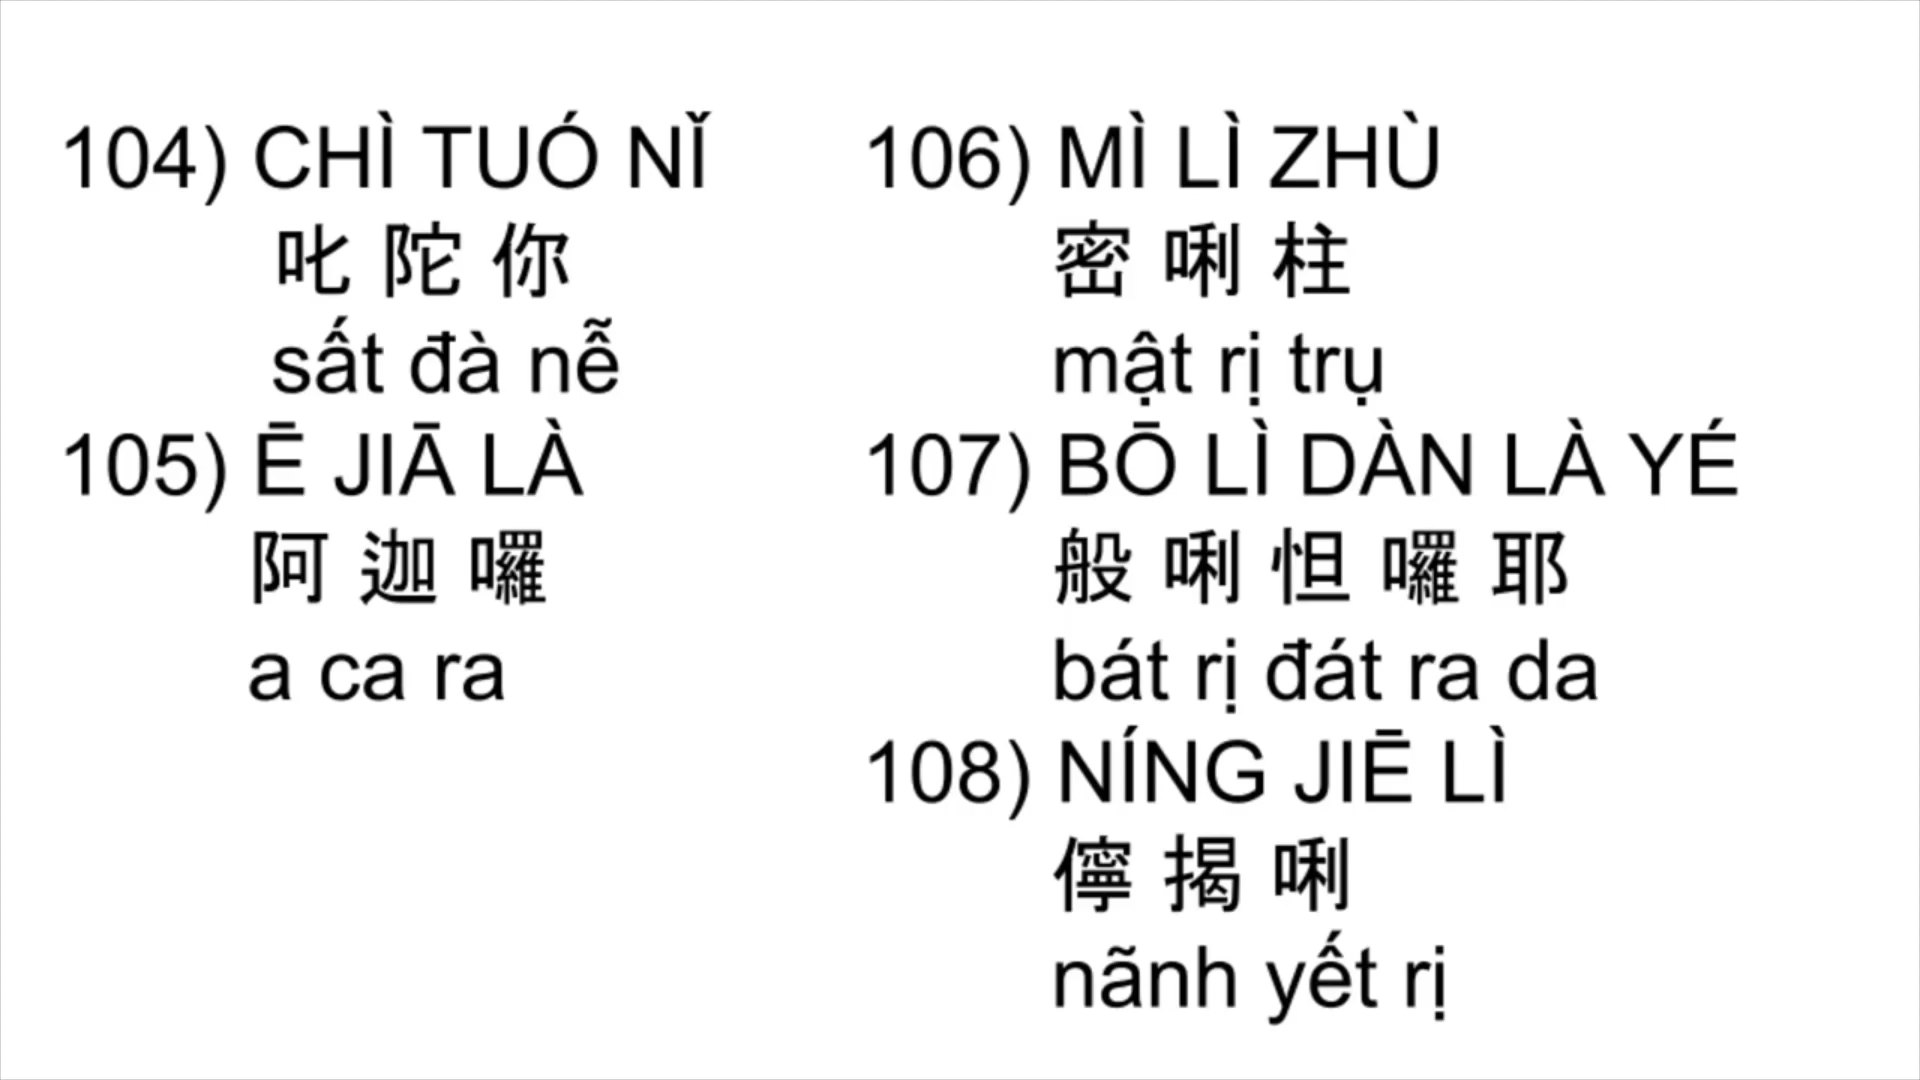 104) CHÌ TUÓ NǏ
叱 陀 你
sất đà nễ
105) Ē JIĀ LÀ
阿 迦 囉
a ca ra
106) MÌ LÌ ZHÙ
密 唎 柱
mật rị trụ
107) BŌ LÌ DÀN LÀ YÉ
般 唎 怛 囉 耶
bát rị đát ra da
108) NÍNG JIĒ LÌ
儜 揭 唎
nãnh yết rị